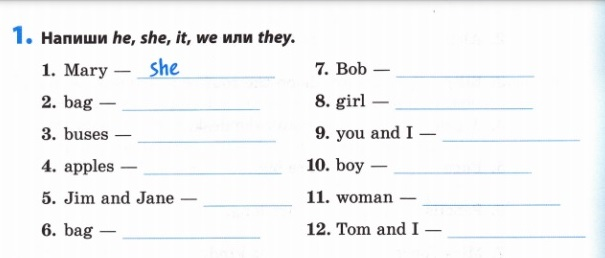 1. Напиши he, she, it, we или they.
1. Mary — she
2. bag —
3. buses —
4. apples —
5. Jim and Jane —
6. bag —
7. Bob —
8. girl —
9. you and I —
10. boy —
11. woman —
12. Tom and I —